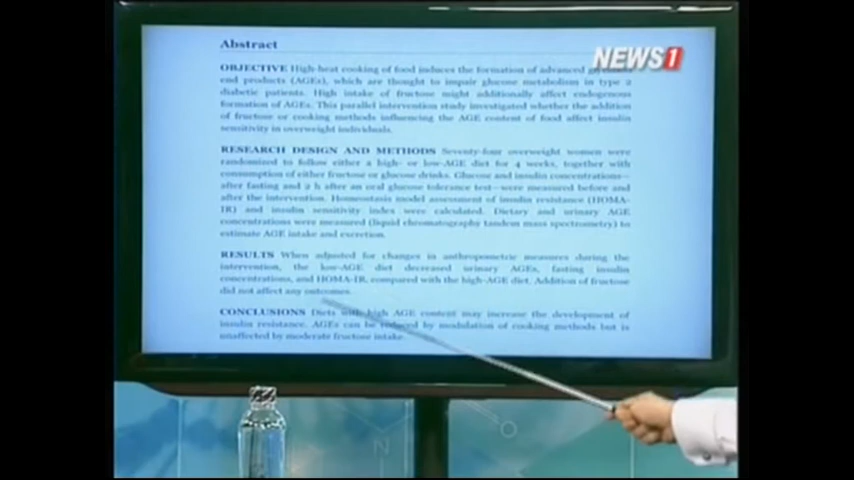 Abstract
NEWS1
OBJECTIVE High-heat cooking of food induces the formation of advanced glycation
end products (AGEs), which are thought to impair glucose metabolism in type 2
diabetic patients. High intake of fructose might additionally affect endogenous
formation of AGEs. This parallel intervention study investigated whether the addition
of fructose or cooking methods influencing the AGE content of food affect insulin
sensitivity in overweight individuals.
RESEARCH DESIGN AND METHODS Seventy-four overweight women were
randomized to follow either a high- or low-AGE diet for 4 weeks, together with
consumption of either fructose or glucose drinks. Glucose and insulin concentrations—
after fasting and 2 h after an oral glucose tolerance test—were measured before and
after the intervention. Homeostasis model assessment of insulin resistance (HOMA-
IR) and insulin sensitivity index were calculated. Dietary and urinary AGE
concentrations were measured (liquid chromatography tandem mass spectrometry) to
estimate AGE intake and excretion.
RESULTS When adjusted for changes in anthropometric measures during the
intervention, the low-AGE diet decreased urinary AGEs, fasting insulin
concentrations, and HOMA-IR, compared with the high-AGE diet. Addition of fructose
did not affect any outcomes.
CONCLUSIONS Diets with high AGE content may increase the development of
insulin resistance. AGEs can be reduced by modulation of cooking methods but is
unaffected by moderate fructose intake.
N
O